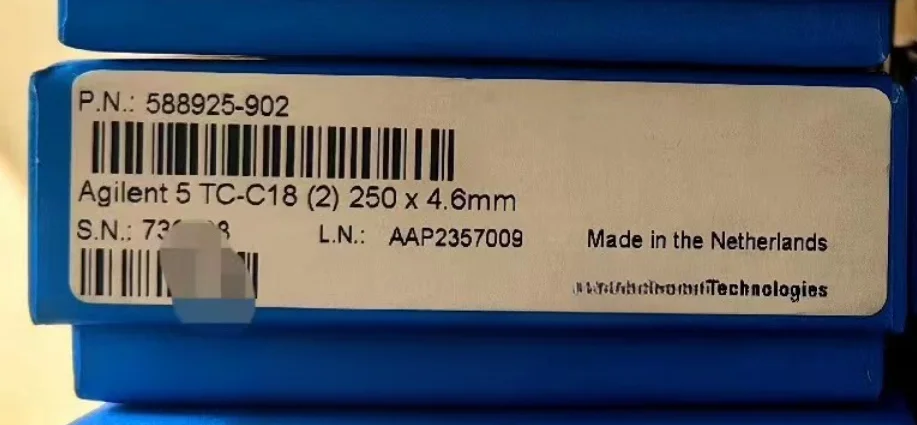 P.N.: 588925-902
Agilent 5 TC-C18 (2) 250 x 4.6mm
S.N.: L.N.: AAP2357009 Made in the Netherlands
Technologies